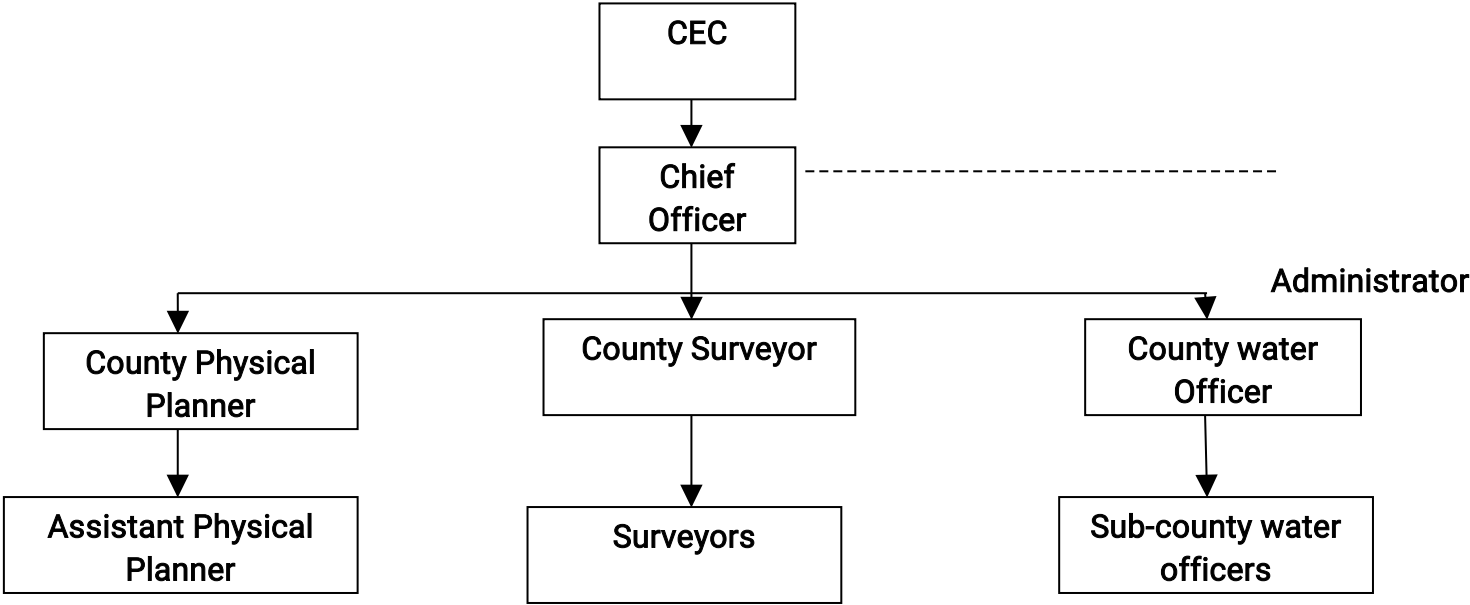 CEC
Chief
Officer
Administrator
County Physical
Planner
County Surveyor
County water
Officer
Assistant Physical
Planner
Surveyors
Sub-county water
officers